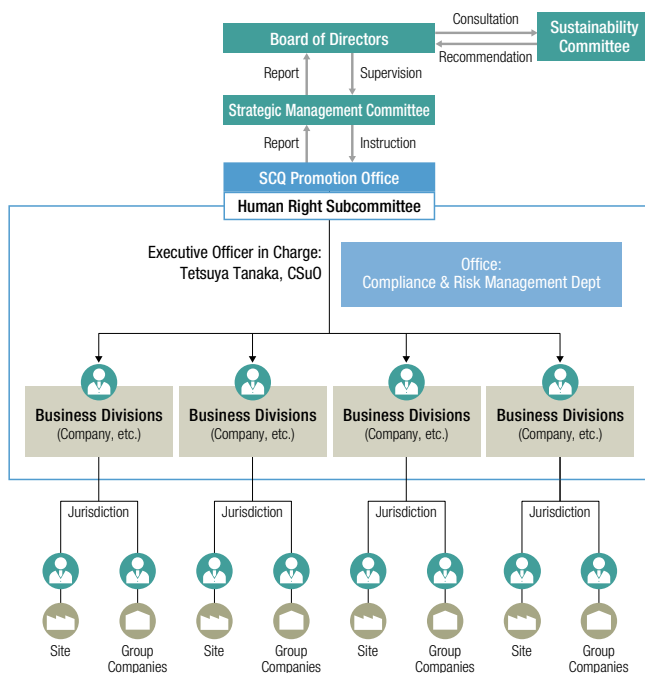 Consultation
Board of Directors
Sustainability
Committee
Recommendation
Report
Supervision
Strategic Management Committee
Report
Instruction
SCQ Promotion Office
Human Right Subcommittee
Executive Officer in Charge:
Tetsuya Tanaka, CSuO
Office:
Compliance & Risk Management Dept
Business Divisions
(Company, etc.)
Business Divisions
(Company, etc.)
Business Divisions
(Company, etc.)
Business Divisions
(Company, etc.)
Jurisdiction
Jurisdiction
Jurisdiction
Jurisdiction
Site
Group
Companies
Site
Group
Companies
Site
Group
Companies
Site
Group
Companies